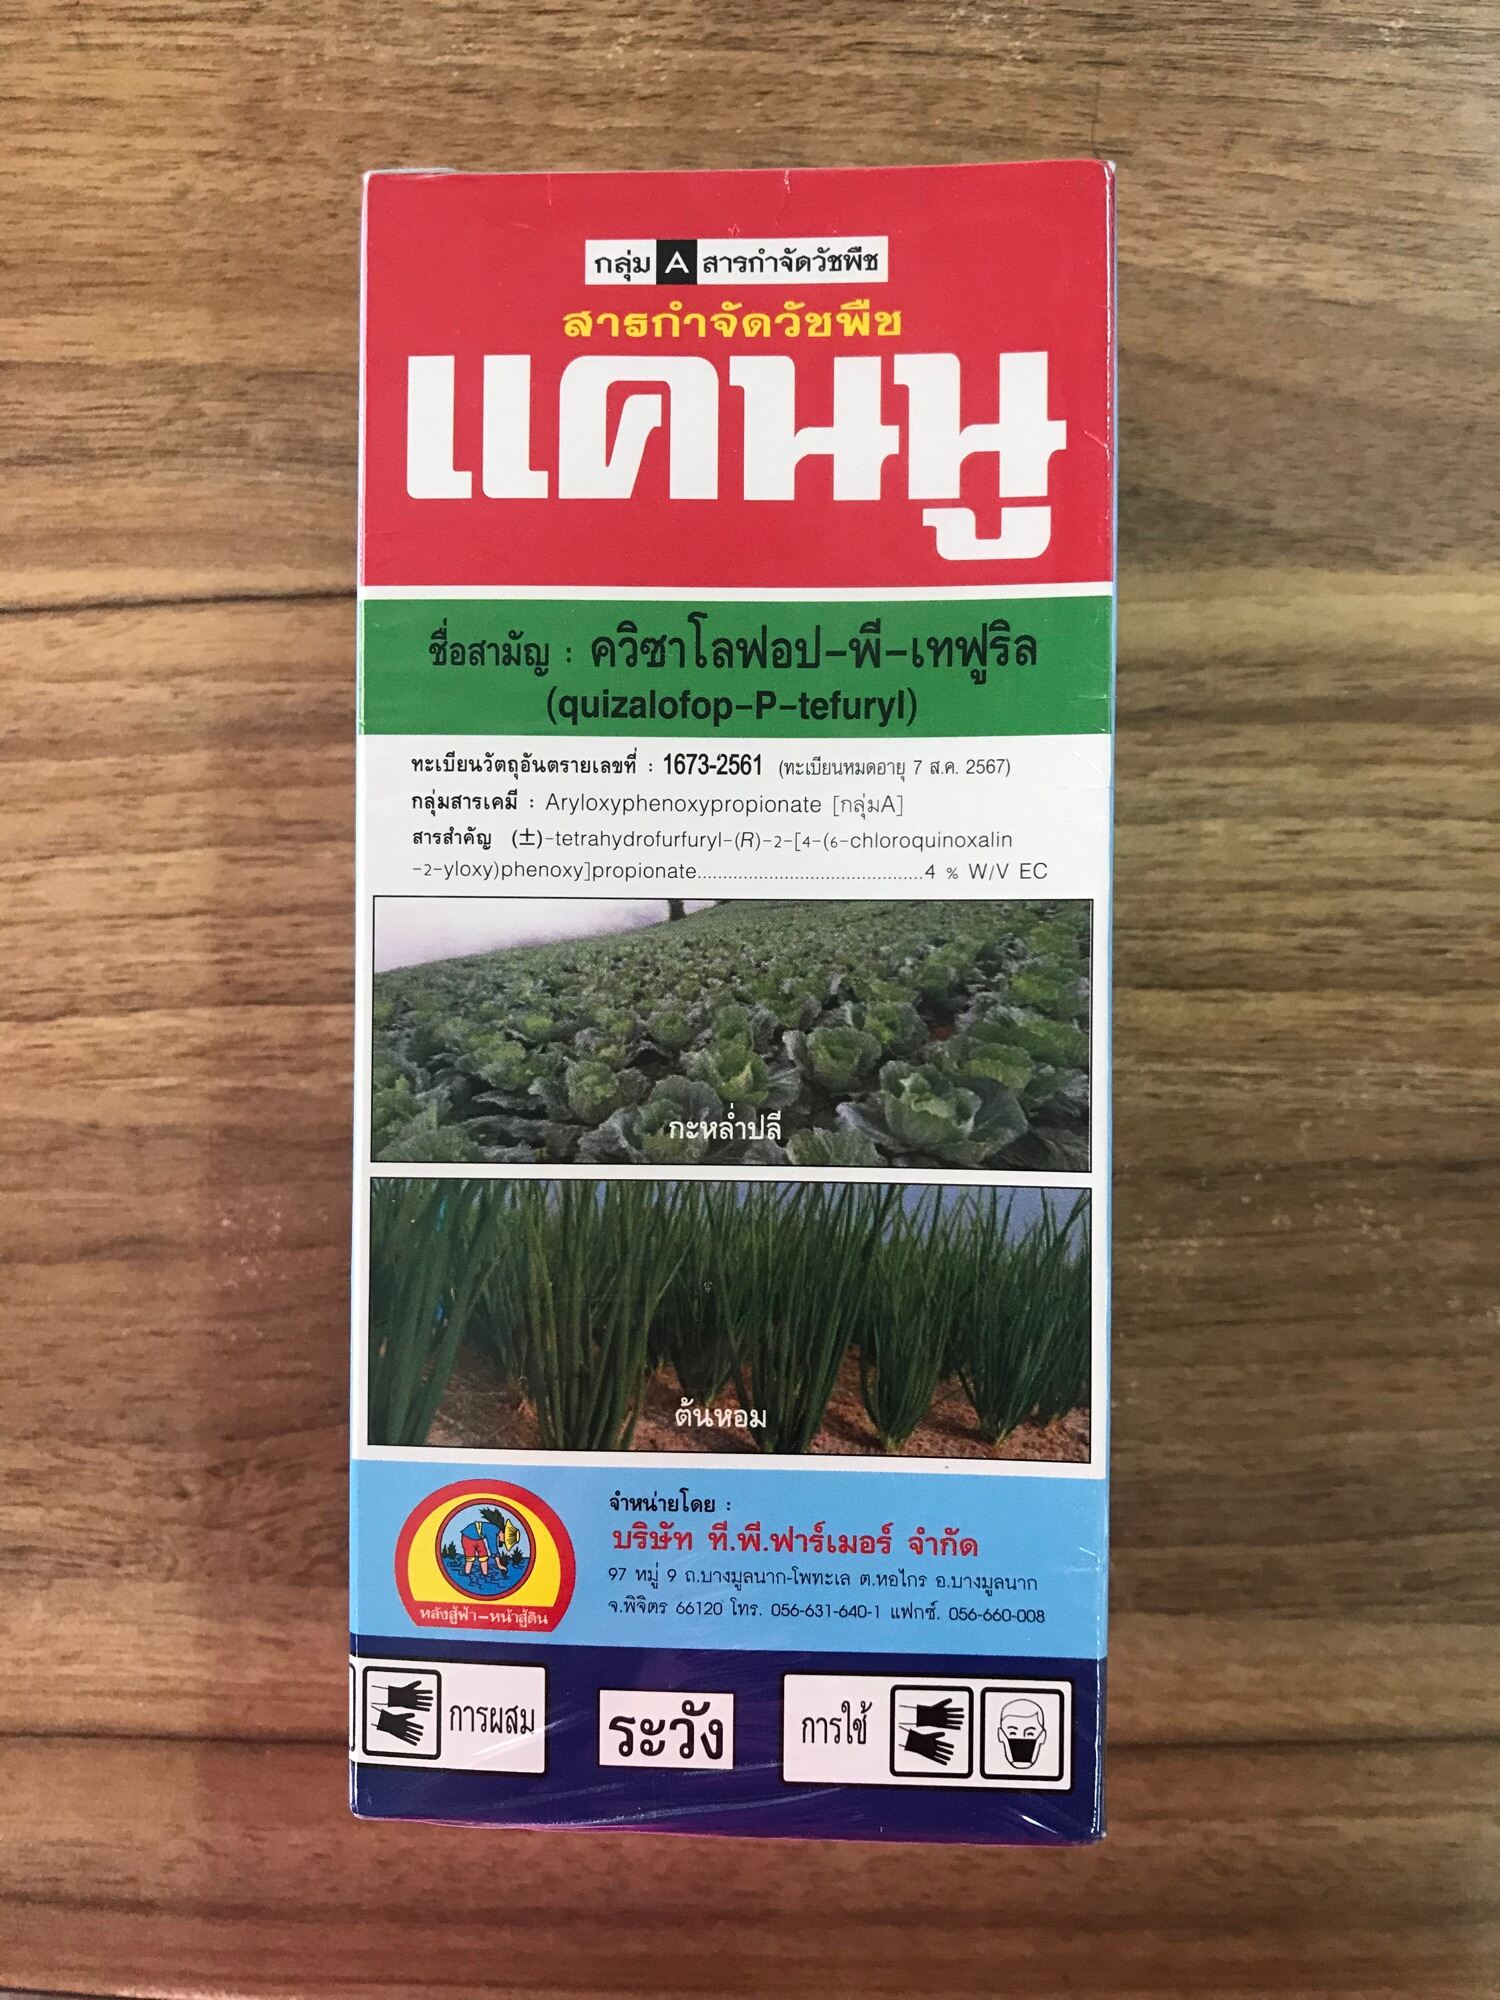 กลุ่ม A สารกำจัดวัชพืช
สารกำจัดวัชพืช
แคนนู
ชื่อสามัญ : ควิซาโลฟอป-พี-เทฟูริล
(quizalofop-P-tefuryl)
ทะเบียนวัตถุอันตรายเลขที่ : 1673-2561 (ทะเบียนหมดอายุ 7 ส.ค. 2567)
กลุ่มสารเคมี : Aryloxyphenoxypropionate [กลุ่มA]
สารสำคัญ (±)-tetrahydrofurfuryl-(R)-2-[4-(6-chloroquinoxalin
-2-yloxy)phenoxy]propionate............................................4 % W/V EC
กะหล่ำปลี
ต้นหอม
จำหน่ายโดย :
บริษัท ที.พี.ฟาร์เมอร์ จำกัด
97 หมู่ 9 ถ.บางมูลนาก-โพทะเล ต.หอไกร อ.บางมูลนาก
จ.พิจิตร 66120 โทร. 056-631-640-1 แฟกซ์. 056-660-008
หลังสู้ฟ้า-หน้าสู้ดิน
การผสม
ระวัง
การใช้